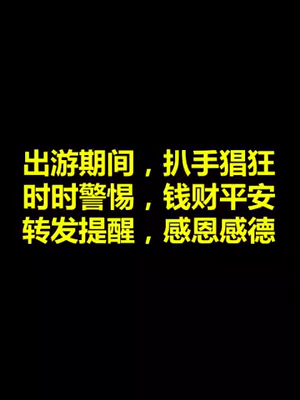 出游期间，扒手猖狂
时时警惕，钱财平安
转发提醒，感恩感德